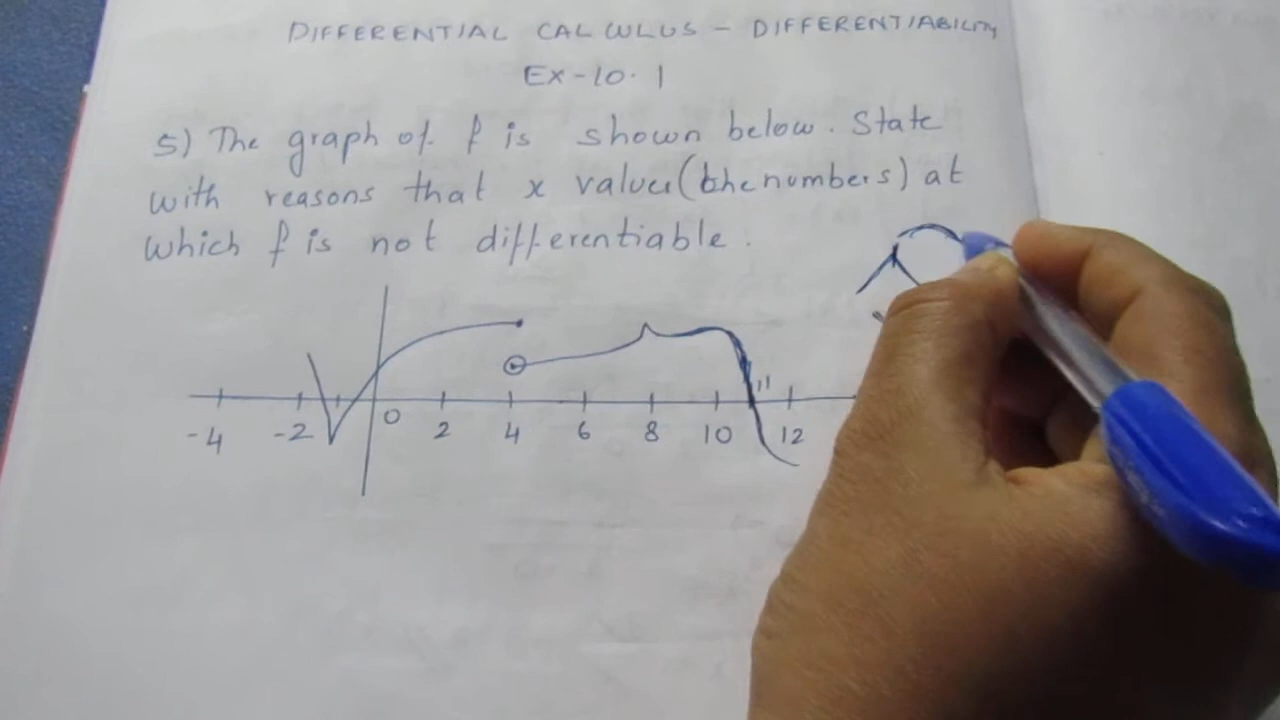 DIFFERENTIAL CALCULUS - DIFFERENTIABILITY
Ex-10.1
5) The graph of f is shown below. State
with reasons that x values (the numbers) at
which f is not differentiable.
-4 -2 0 2 4 6 8 10 11 12